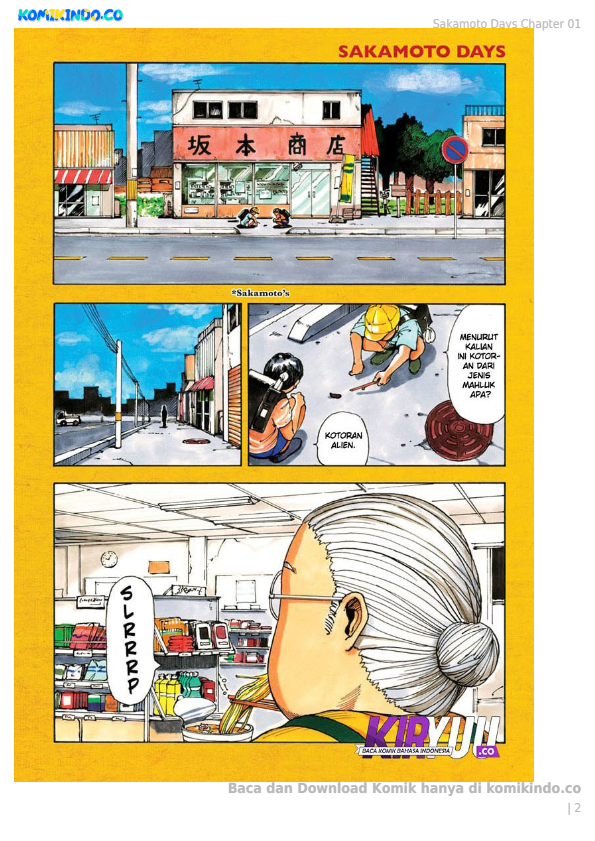 KOMIKINDO.CO
Sakamoto Days Chapter 01
SAKAMOTO DAYS
坂本商店
*Sakamoto's
MENURUT
KALIAN
INI KOTOR-
AN DARI
JENIS
MAHLUK
APA?
KOTORAN
ALIEN.
SLRRRRP
KIRYUU
.CO
BACA KOMIK BAHASA INDONESIA
Baca dan Download Komik hanya di komikindo.co
| 2